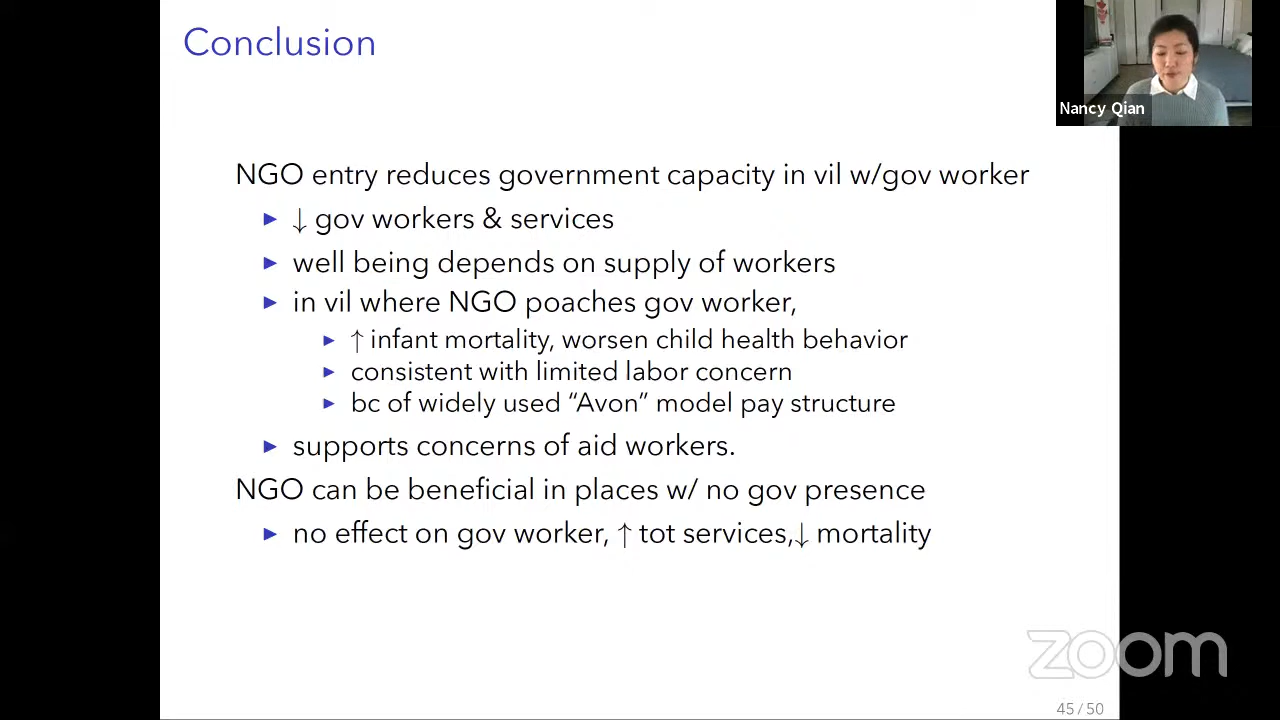 Conclusion
Nancy Qian
NGO entry reduces government capacity in vil w/gov worker
▶ ↓ gov workers & services
▶ well being depends on supply of workers
▶ in vil where NGO poaches gov worker,
▶ ↑ infant mortality, worsen child health behavior
▶ consistent with limited labor concern
▶ bc of widely used “Avon” model pay structure
▶ supports concerns of aid workers.
NGO can be beneficial in places w/ no gov presence
▶ no effect on gov worker, ↑ tot services,↓ mortality
zoom
45 / 50